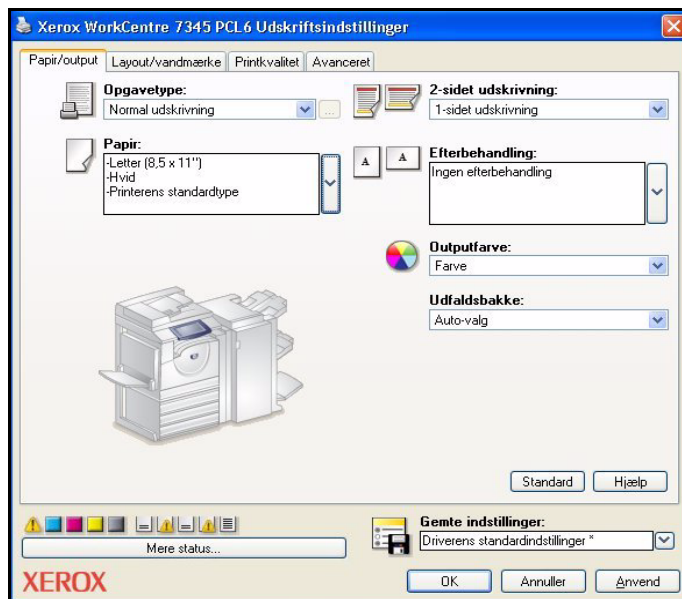 Xerox WorkCentre 7345 PCL6 Udskriftsindstillinger
Papir/output
Layout/vandmærke
Printkvalitet
Avanceret
Opgavetype:
Normal udskrivning
...
2-sidet udskrivning:
1-sidet udskrivning
Papir:
-Letter (8,5 x 11'')
-Hvid
-Printerens standardtype
A
A
Efterbehandling:
Ingen efterbehandling
Outputfarve:
Farve
Udfaldsbakke:
Auto-valg
Standard
Hjælp
Mere status...
Gemte indstillinger:
Driverens standardindstillinger *
XEROX
OK
Annuller
Anvend